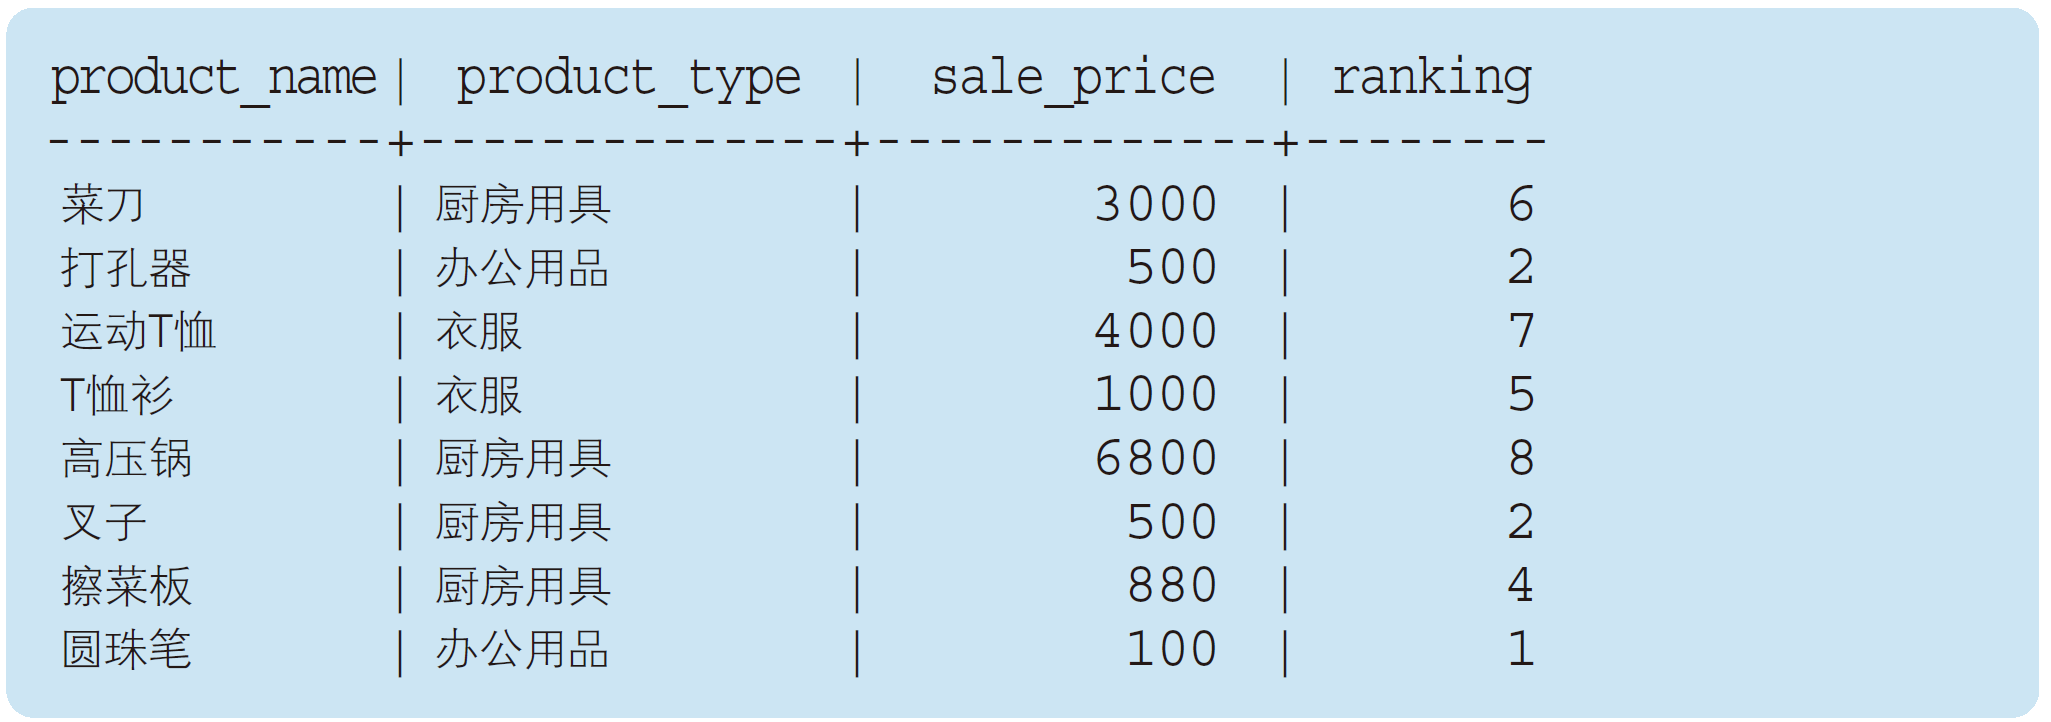 product_name| product_type | sale_price | ranking
-----------+--------------+-------------+--------
菜刀 | 厨房用具 | 3000 | 6
打孔器 | 办公用品 | 500 | 2
运动T恤 | 衣服 | 4000 | 7
T恤衫 | 衣服 | 1000 | 5
高压锅 | 厨房用具 | 6800 | 8
叉子 | 厨房用具 | 500 | 2
擦菜板 | 厨房用具 | 880 | 4
圆珠笔 | 办公用品 | 100 | 1